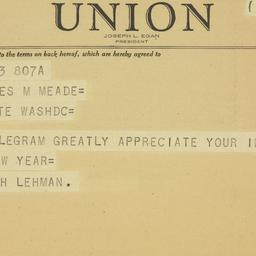 UNION
JOSEPH L. EGAN
PRESIDENT
to the terms on back hereof, which are hereby agreed to
3 807A
ES M MEADE=
TE WASHDC=
LEGRAM GREATLY APPRECIATE YOUR I
W YEAR=
H LEHMAN.